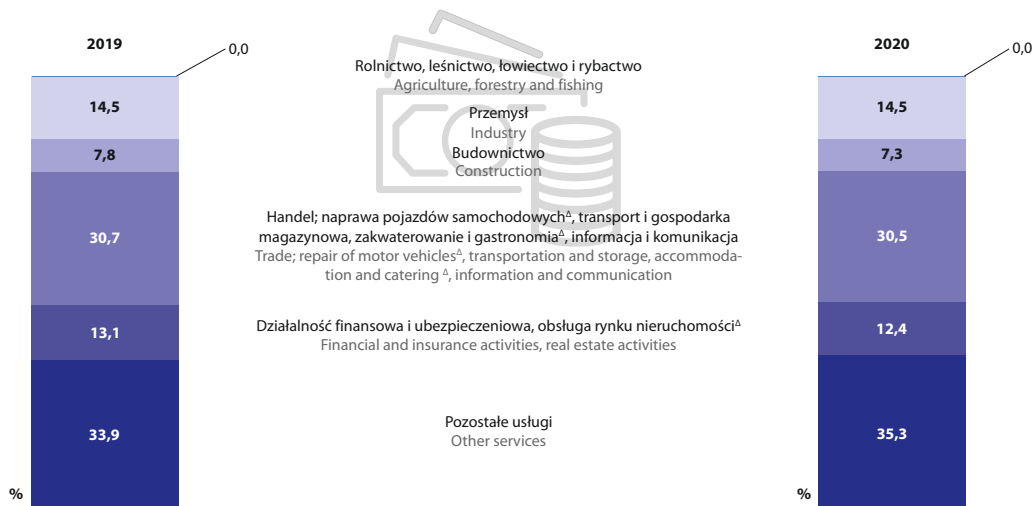 2019
0,0
14,5
7,8
30,7
13,1
33,9
%
Rolnictwo, leśnictwo, łowiectwo i rybactwo
Agriculture, forestry and fishing
Przemysł
Industry
Budownictwo
Construction
Handel; naprawa pojazdów samochodowychᐞ, transport i gospodarka
magazynowa, zakwaterowanie i gastronomiaᐞ, informacja i komunikacja
Trade; repair of motor vehiclesᐞ, transportation and storage, accommoda-
tion and catering ᐞ, information and communication
Działalność finansowa i ubezpieczeniowa, obsługa rynku nieruchomościᐞ
Financial and insurance activities, real estate activities
Pozostałe usługi
Other services
2020
0,0
14,5
7,3
30,5
12,4
35,3
%